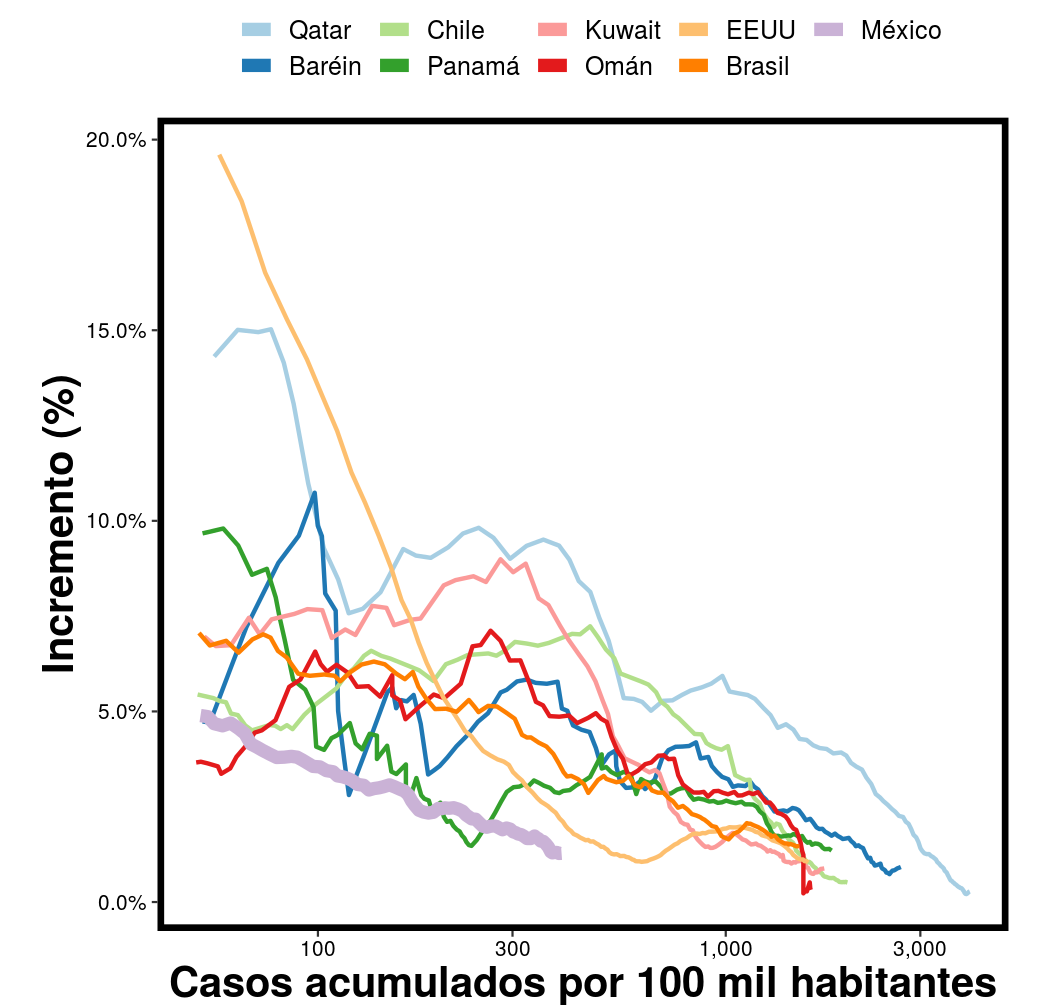 Qatar Chile Kuwait EEUU México
Baréin Panamá Omán Brasil
20.0%
15.0%
10.0%
5.0%
0.0%
Incremento (%)
100 300 1,000 3,000
Casos acumulados por 100 mil habitantes